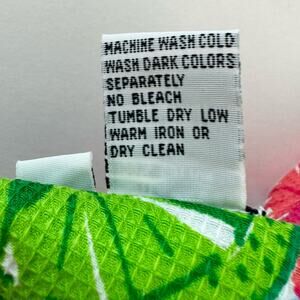 MACHINE WASH COLD
WASH DARK COLORS
SEPARATELY
NO BLEACH
TUMBLE DRY LOW
WARM IRON OR
DRY CLEAN